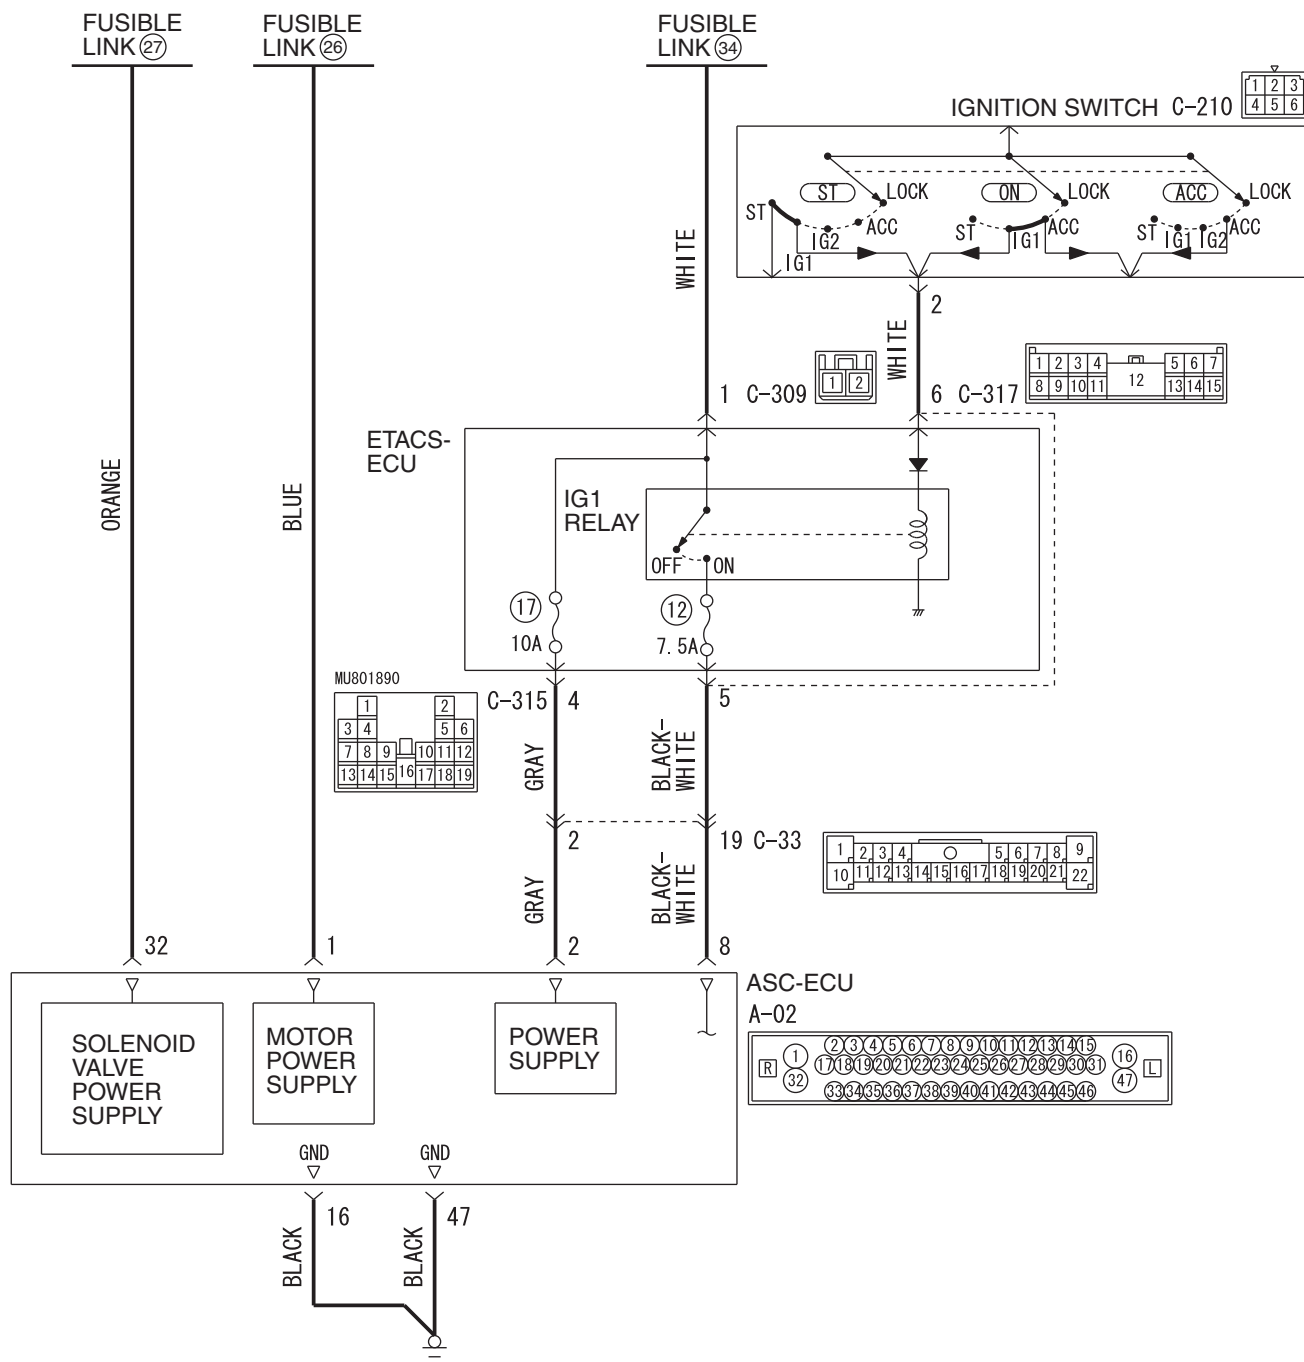 FUSIBLE
LINK 27
FUSIBLE
LINK 26
FUSIBLE
LINK 34
IGNITION SWITCH C-210
1 2 3
4 5 6
ST LOCK
ON LOCK
ACC LOCK
ST IG1 IG2 ACC
ST IG1 ACC
ST IG1 IG2 ACC
WHITE
2
WHITE
1 C-309
1 2
6 C-317
1 2 3 4 12 5 6 7
8 9 10 11 13 14 15
ETACS-
ECU
IG1
RELAY
OFF ON
ORANGE
BLUE
17
10A
12
7.5A
MU801890
1 2
3 4 5 6
7 8 9 10 11 12
13 14 15 16 17 18 19
C-315 4
5
GRAY
BLACK-
WHITE
2
19 C-33
1 2 3 4 5 6 7 8 9
10 11 12 13 14 15 16 17 18 19 20 21 22
GRAY
BLACK-
WHITE
32
1
2
8
ASC-ECU
A-02
SOLENOID
VALVE
POWER
SUPPLY
MOTOR
POWER
SUPPLY
POWER
SUPPLY
R 1 2 3 4 5 6 7 8 9 10 11 12 13 14 15 16 L
32 17 18 19 20 21 22 23 24 25 26 27 28 29 30 31 47
33 34 35 36 37 38 39 40 41 42 43 44 45 46
GND
GND
16
47
BLACK
BLACK